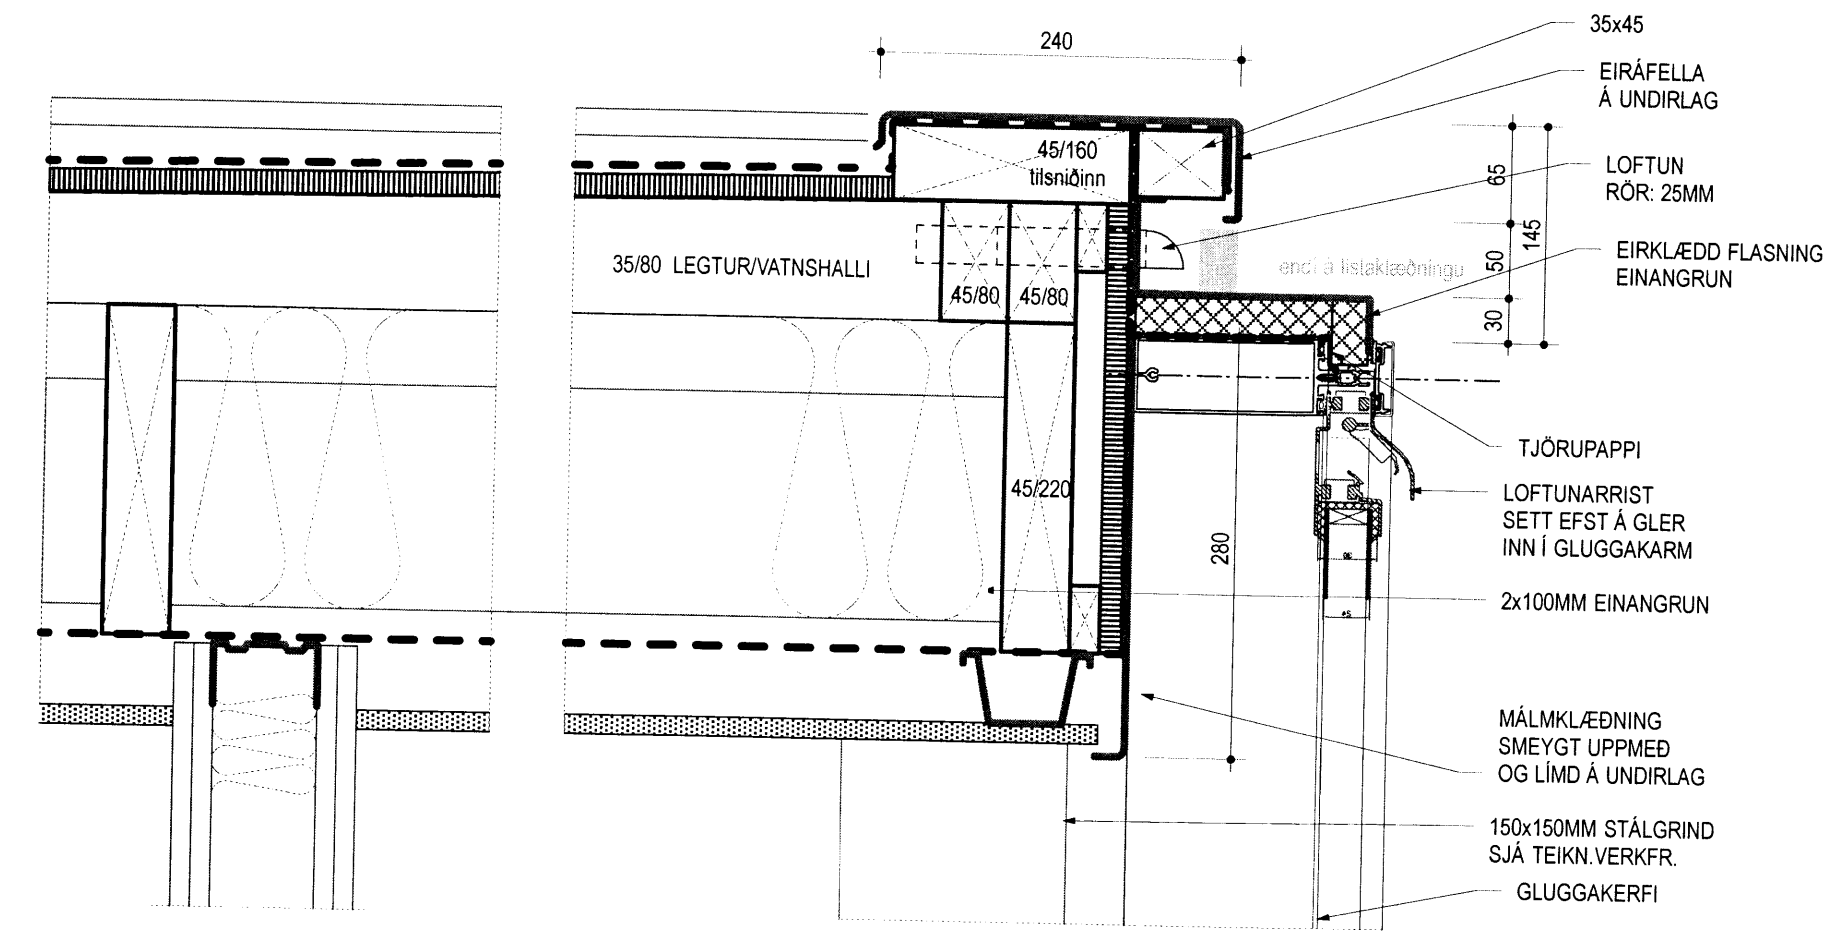 240
35x45
EIRÁFELLA
Á UNDIRLAG
45/160
tilsniðinn
LOFTUN
RÖR: 25MM
65
145
50
30
35/80 LEGTUR/VATNSHALLI
45/80
45/80
endi á listaklæðningu
EIRKLÆDD FLASNING
EINANGRUN
TJÖRUPAPPI
45/220
280
LOFTUNARRIST
SETT EFST Á GLER
INN Í GLUGGAKARM
2x100MM EINANGRUN
MÁLMKLÆÐNING
SMEYGT UPPMEÐ
OG LÍMD Á UNDIRLAG
150x150MM STÁLGRIND
SJÁ TEIKN.VERKFR.
GLUGGAKERFI